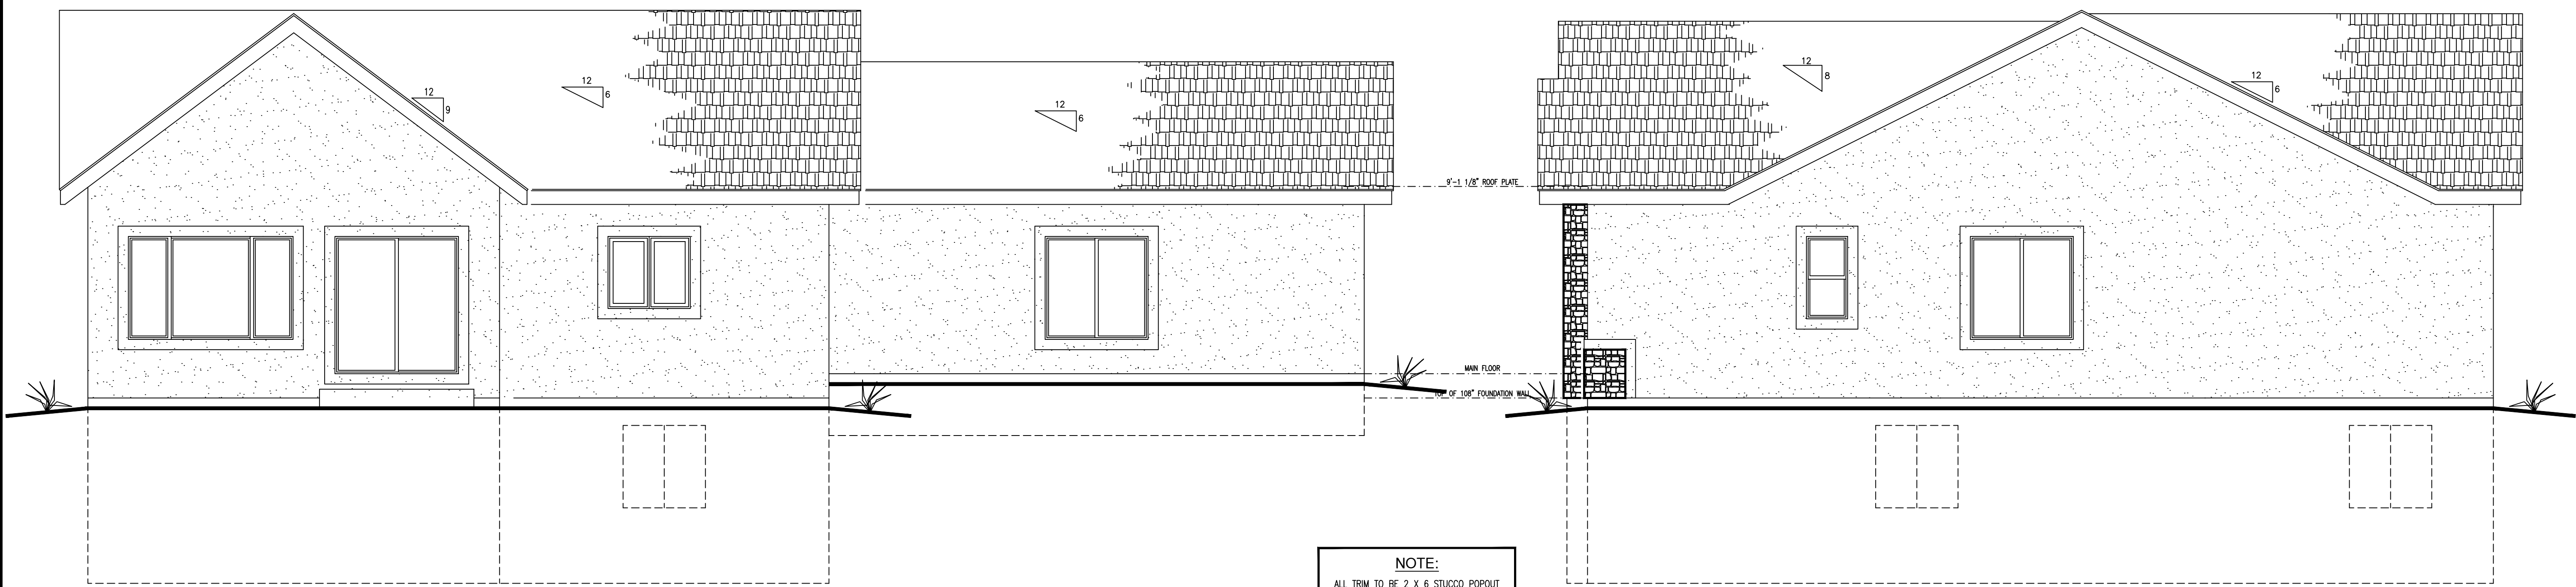 12
9
12
6
12
6
9'-1 1/8" ROOF PLATE
MAIN FLOOR
TOP OF 108" FOUNDATION WALL
12
8
12
6
NOTE:
ALL TRIM TO BE 2 X 6 STUCCO POPOUT